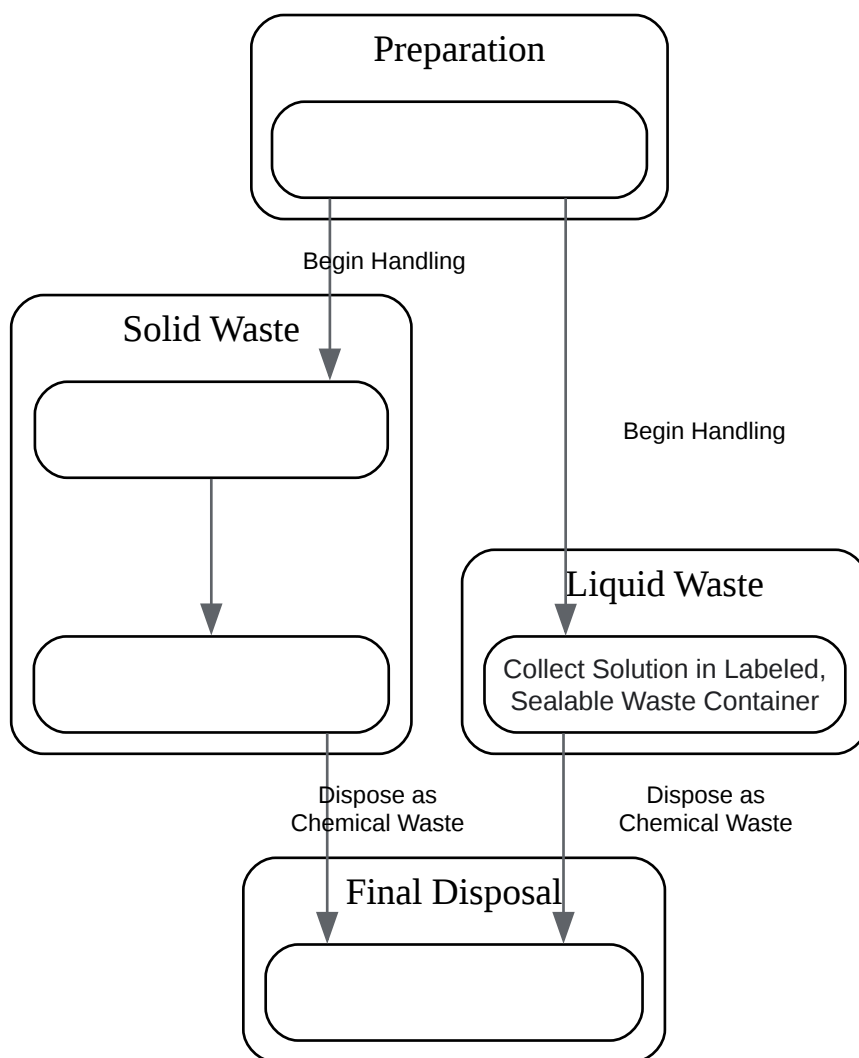 Preparation
Begin Handling
Solid Waste
Begin Handling
Liquid Waste
Collect Solution in Labeled,
Sealable Waste Container
Dispose as
Chemical Waste
Dispose as
Chemical Waste
Final Disposal